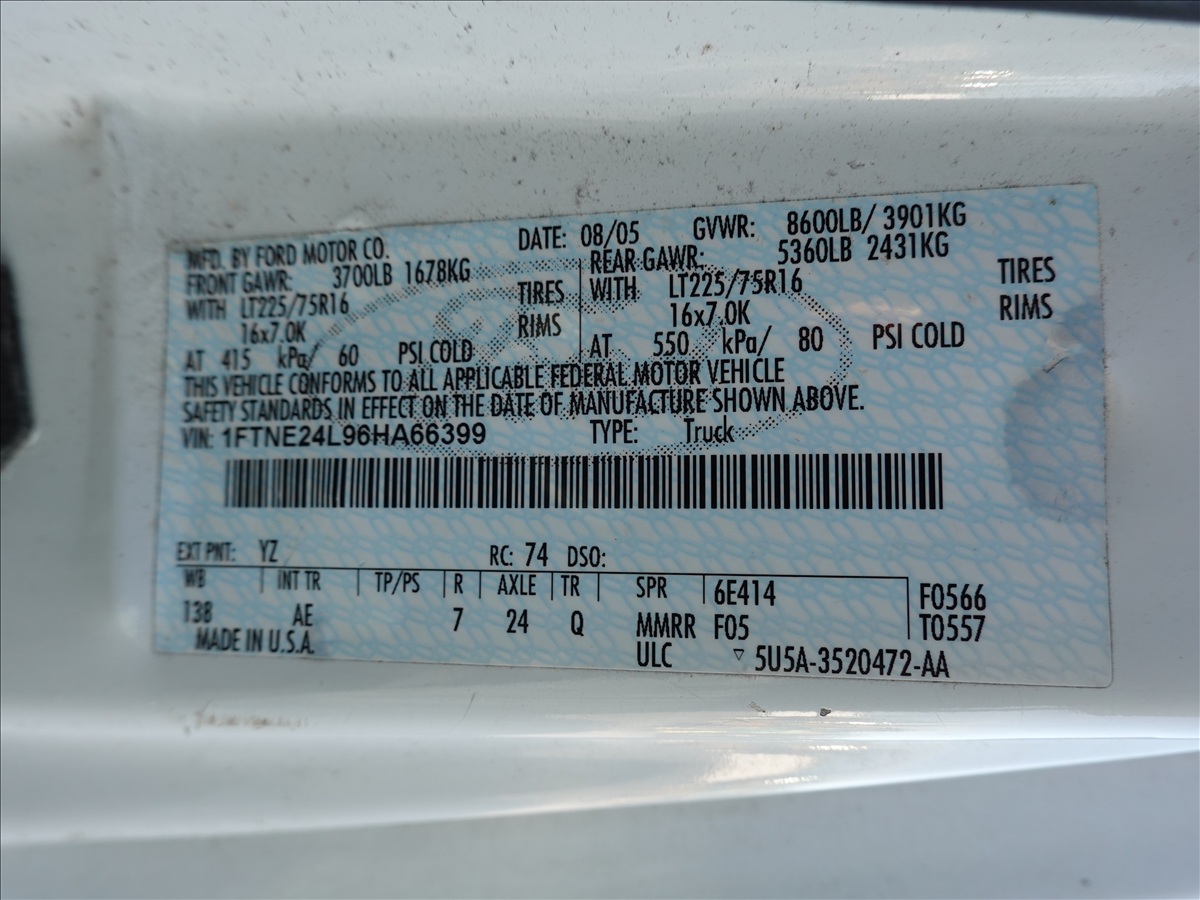 MFD. BY FORD MOTOR CO. DATE: 08/05 GVWR: 8600LB/ 3901KG
FRONT GAWR: 3700LB 1678KG REAR GAWR: 5360LB 2431KG
WITH LT225/75R16 TIRES WITH LT225/75R16 TIRES
16x7.0K RIMS 16x7.0K RIMS
AT 415 kPa/ 60 PSI COLD AT 550 kPa/ 80 PSI COLD
THIS VEHICLE CONFORMS TO ALL APPLICABLE FEDERAL MOTOR VEHICLE
SAFETY STANDARDS IN EFFECT ON THE DATE OF MANUFACTURE SHOWN ABOVE.
VIN: 1FTNE24L96HA66399 TYPE: Truck
EXT PNT: YZ RC: 74 DSO:
WB INT TR TP/PS R AXLE TR SPR 6E414 F0566
138 AE 7 24 Q MMRR F05 T0557
MADE IN U.S.A. ULC ▽ 5U5A-3520472-AA